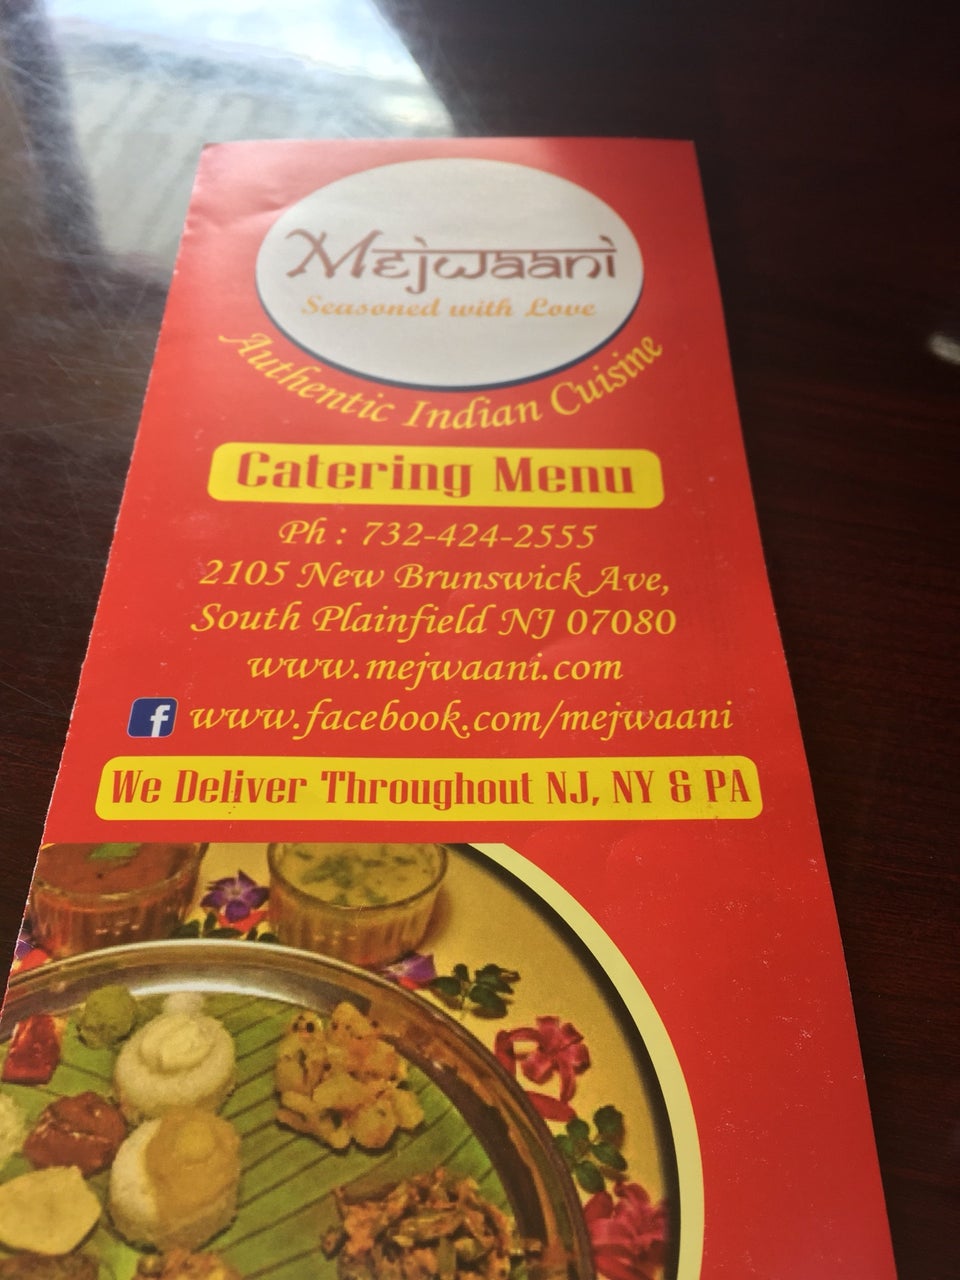 Mejwaani
Seasoned with Love
Authentic Indian Cuisine
Catering Menu
Ph : 732-424-2555
2105 New Brunswick Ave,
South Plainfield NJ 07080
www.mejwaani.com
f www.facebook.com/mejwaani
We Deliver Throughout NJ, NY & PA